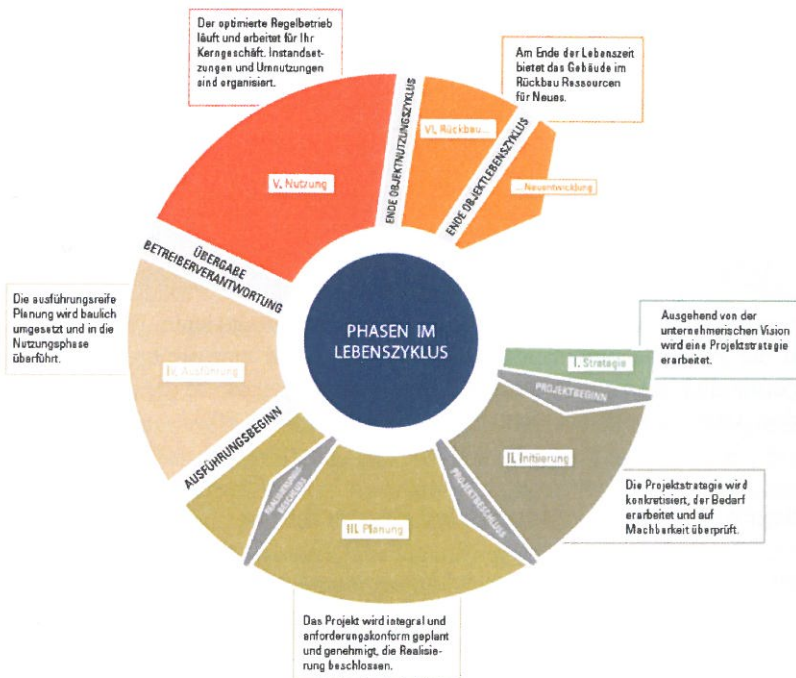 Der optimierte Regelbetrieb
läuft und arbeitet für Ihr
Kerngeschäft. Instandset-
zungen und Umnutzungen
sind organisiert.
Am Ende der Lebenszeit
bietet das Gebäude im
Rückbau Ressourcen
für Neues.
ENDE OBJEKTNUTZUNGSZYKLUS
VI. Rückbau...
ENDE OBJEKTLEBENSZYKLUS
... Neuentwicklung
V. Nutzung
ÜBERGABE
BETREIBERVERANTWORTUNG
Die ausführungsreife
Planung wird baulich
umgesetzt und in die
Nutzungsphase
überführt.
IV. Ausführung
PHASEN IM
LEBENSZYKLUS
Ausgehend von der
unternehmerischen Vision
wird eine Projektstrategie
erarbeitet.
I. Strategie
PROJEKTBEGINN
II. Initiierung
AUSFÜHRUNGSBEGINN
REALISIERUNGS-
BESCHLUSS
PROJEKTBESCHLUSS
III. Planung
Die Projektstrategie wird
konkretisiert, der Bedarf
erarbeitet und auf
Machbarkeit überprüft.
Das Projekt wird integral und
anforderungskonform geplant
und genehmigt, die Realisie-
rung beschlossen.